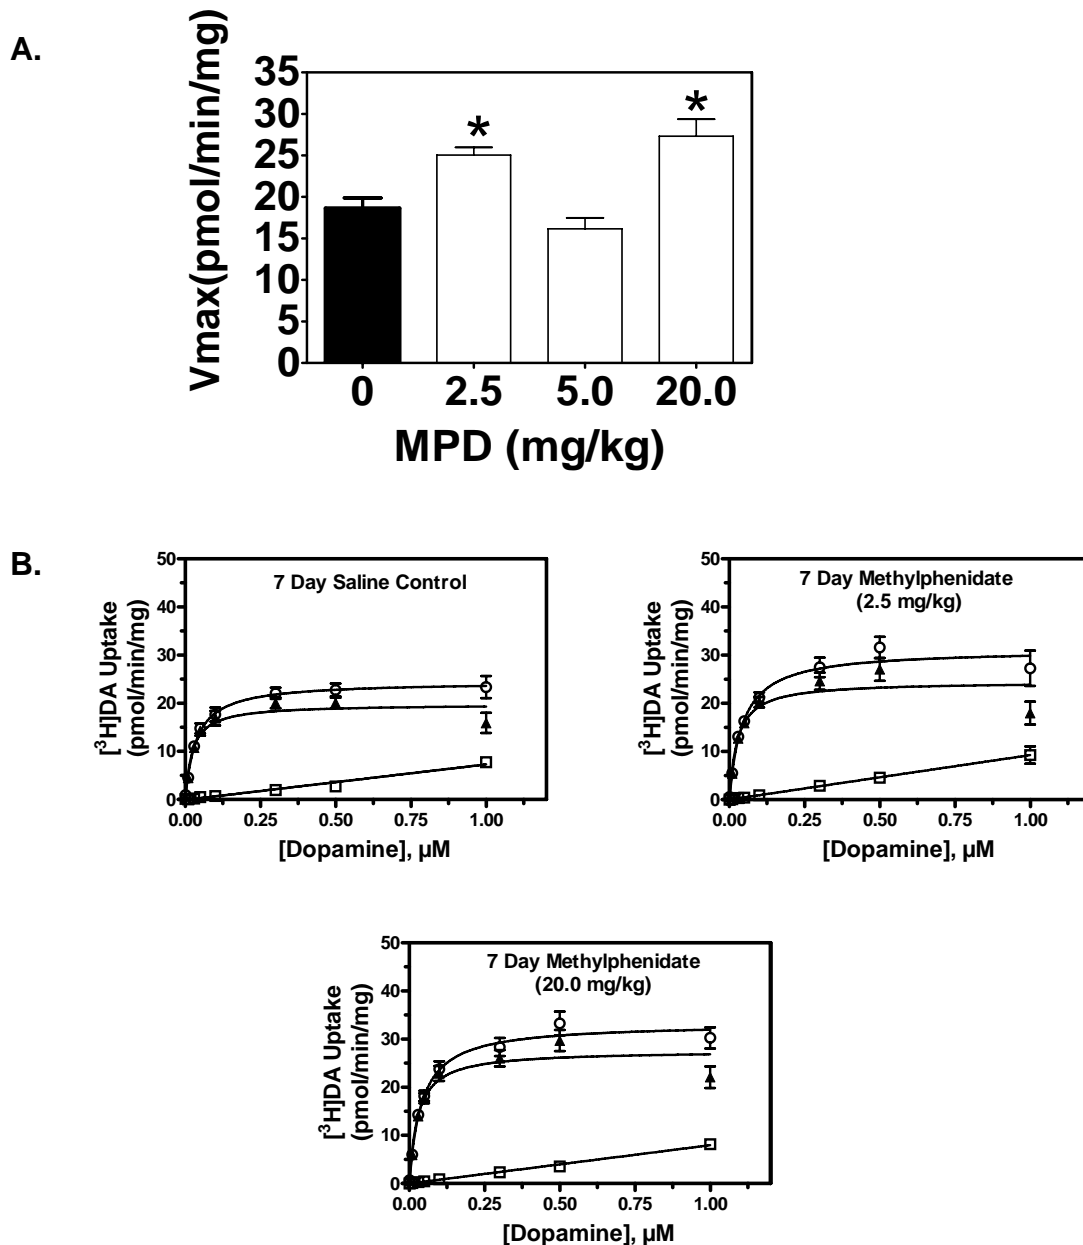 A.
Vmax(pmol/min/mg)
35
30
25
20
15
10
5
0
*
*
0 2.5 5.0 20.0
MPD (mg/kg)
B.
7 Day Saline Control
[³H]DA Uptake
(pmol/min/mg)
50
40
30
20
10
0
0.00 0.25 0.50 0.75 1.00
[Dopamine], µM
7 Day Methylphenidate
(2.5 mg/kg)
[³H]DA Uptake
(pmol/min/mg)
50
40
30
20
10
0
0.00 0.25 0.50 0.75 1.00
[Dopamine], µM
7 Day Methylphenidate
(20.0 mg/kg)
[³H]DA Uptake
(pmol/min/mg)
50
40
30
20
10
0
0.00 0.25 0.50 0.75 1.00
[Dopamine], µM